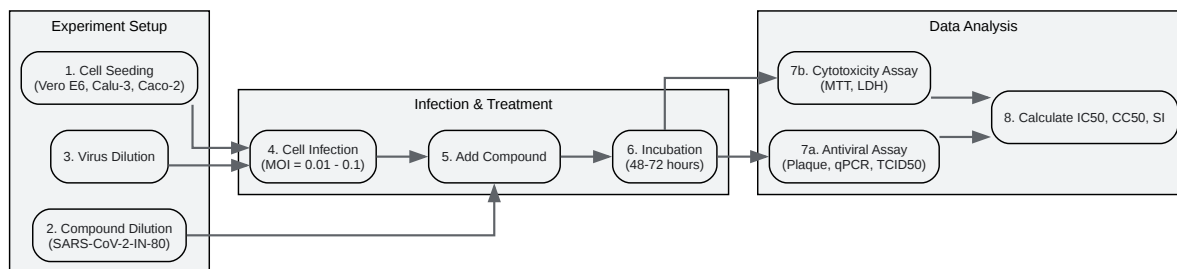 Experiment Setup
1. Cell Seeding
(Vero E6, Calu-3, Caco-2)
3. Virus Dilution
2. Compound Dilution
(SARS-CoV-2-IN-80)
Infection & Treatment
4. Cell Infection
(MOI = 0.01 - 0.1)
5. Add Compound
6. Incubation
(48-72 hours)
Data Analysis
7b. Cytotoxicity Assay
(MTT, LDH)
7a. Antiviral Assay
(Plaque, qPCR, TCID50)
8. Calculate IC50, CC50, SI